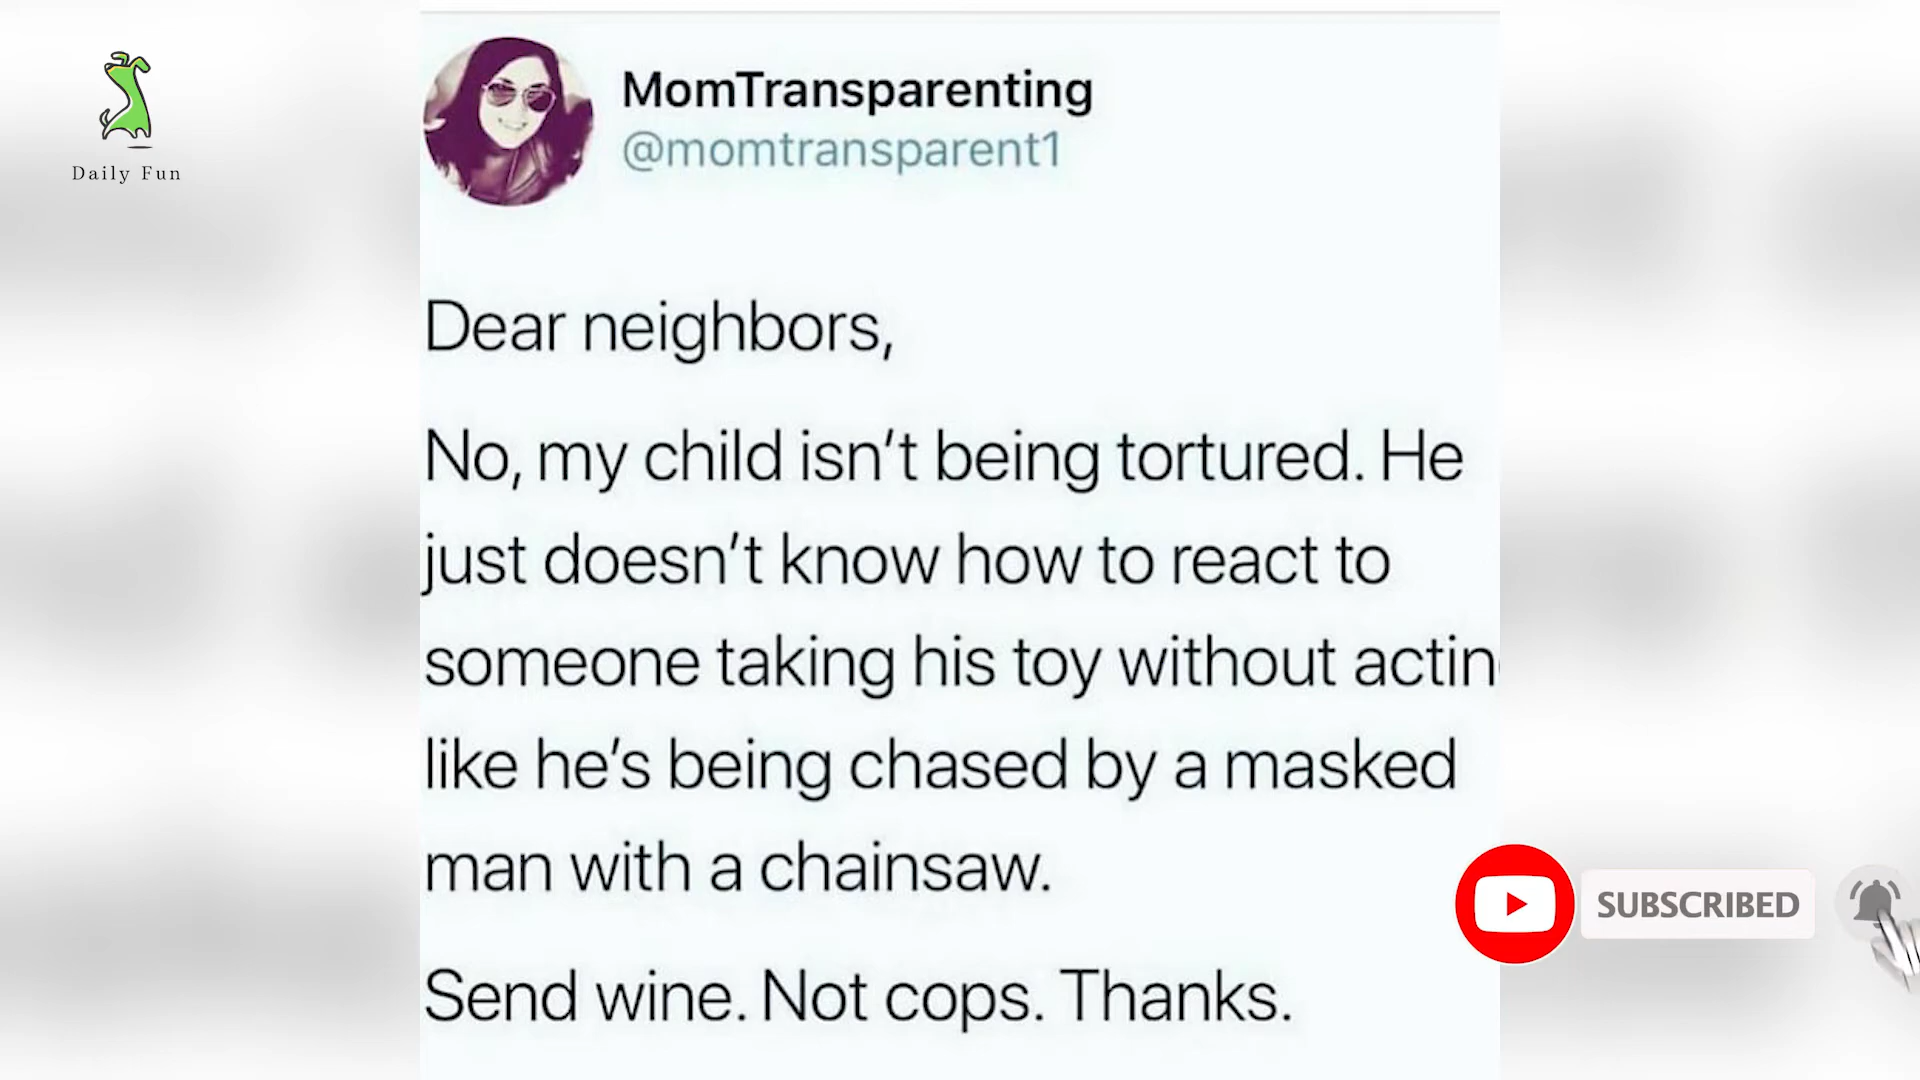 Daily Fun
MomTransparenting
@momtransparent1
Dear neighbors,
No, my child isn't being tortured. He
just doesn't know how to react to
someone taking his toy without actin
like he's being chased by a masked
man with a chainsaw.
Send wine. Not cops. Thanks.
SUBSCRIBED